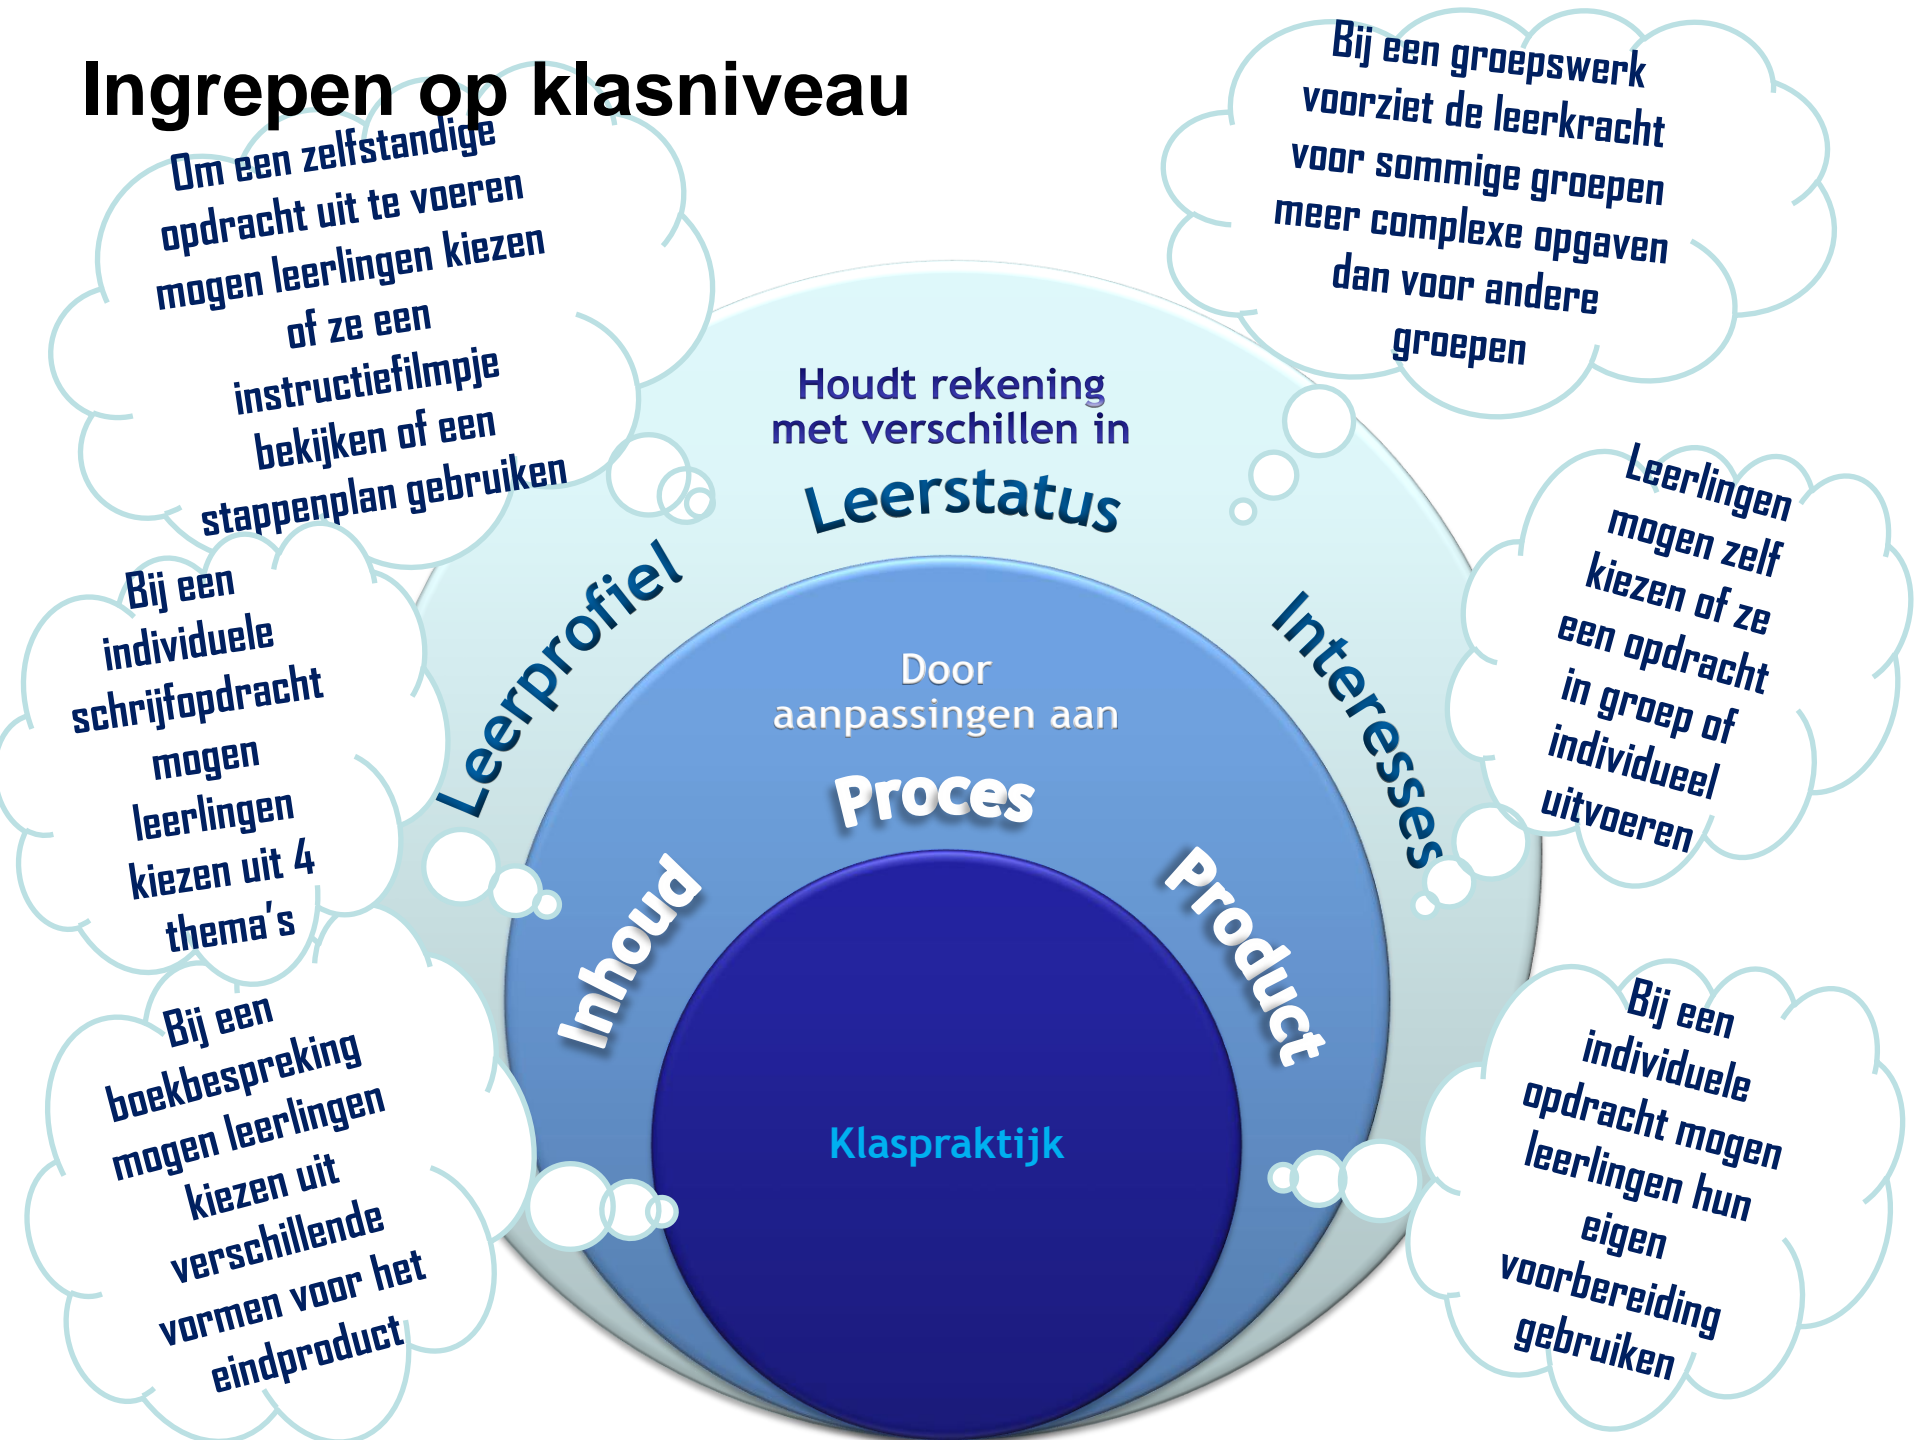 Ingrepen op klasniveau
Om een zelfstandige
opdracht uit te voeren
mogen leerlingen kiezen
of ze een
instructiefilmpje
bekijken of een
stappenplan gebruiken
Bij een groepswerk
voorziet de leerkracht
voor sommige groepen
meer complexe opgaven
dan voor andere
groepen
Houdt rekening
met verschillen in
Leerstatus
Leerprofiel
Interesses
Leerlingen
mogen zelf
kiezen of ze
een opdracht
in groep of
individueel
uitvoeren
Bij een
individuele
schrijfopdracht
mogen
leerlingen
kiezen uit 4
thema's
Door
aanpassingen aan
Proces
Inhoud
Product
Klaspraktijk
Bij een
boekbespreking
mogen leerlingen
kiezen uit
verschillende
vormen voor het
eindproduct
Bij een
individuele
opdracht mogen
leerlingen hun
eigen
voorbereiding
gebruiken